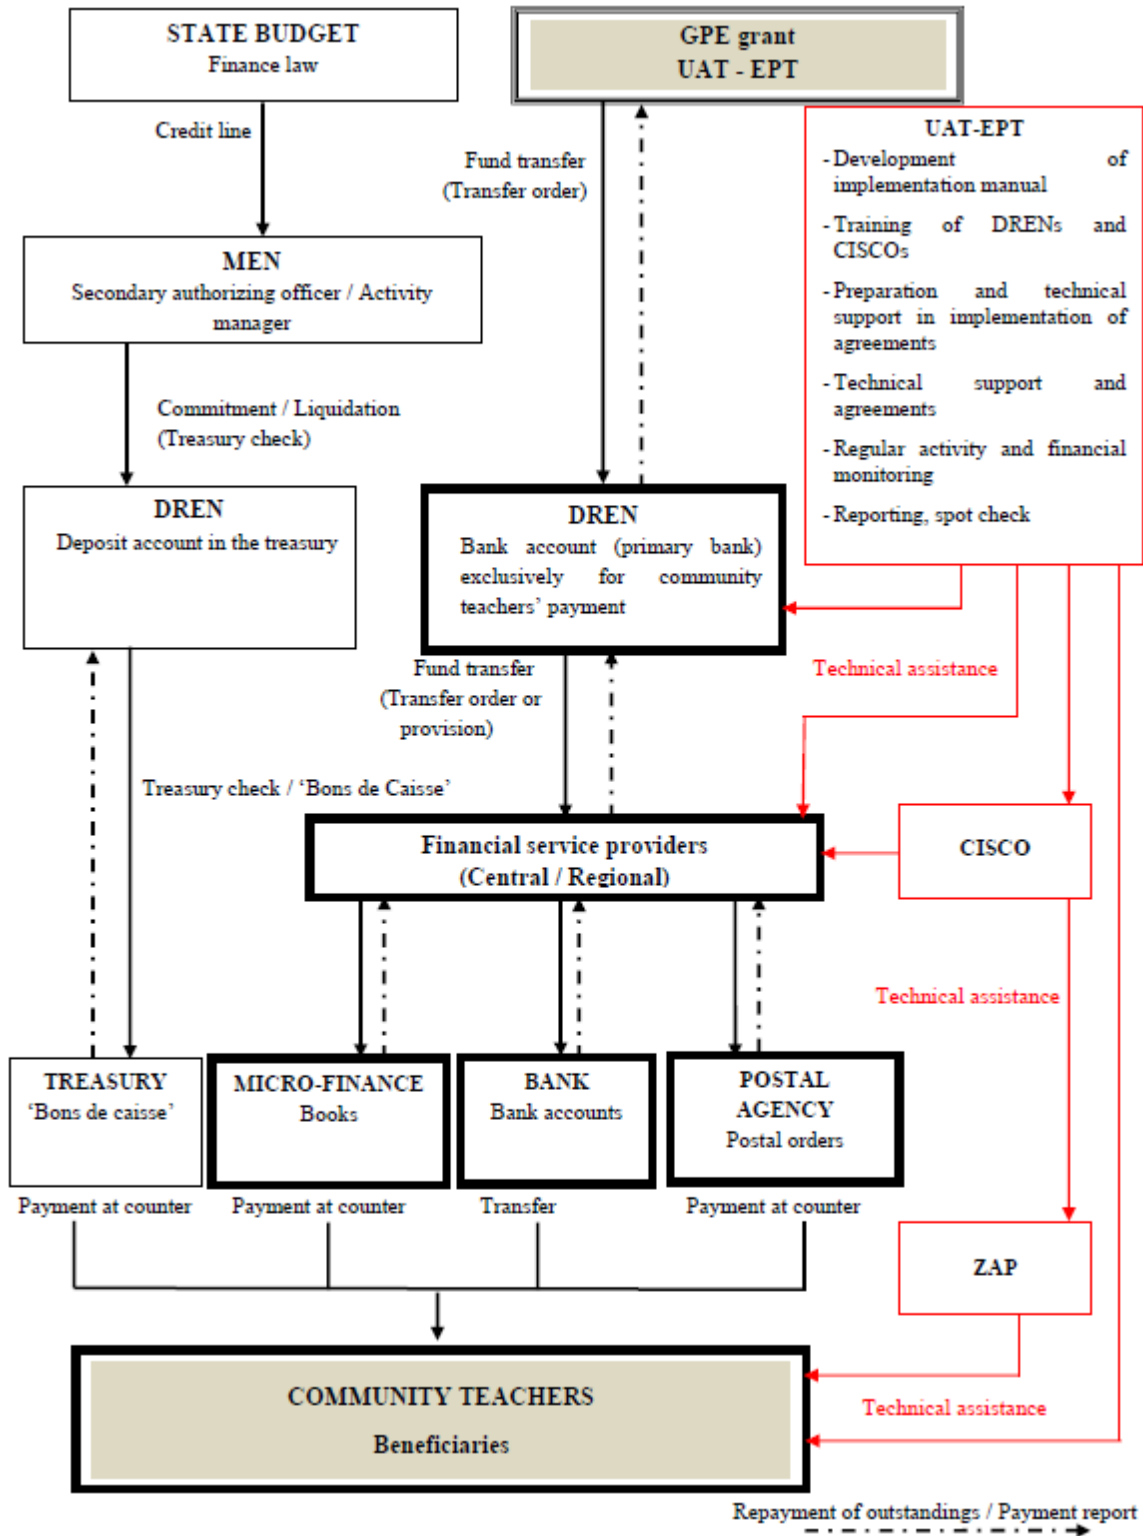 STATE BUDGET
Finance law
GPE grant
UAT - EPT
Credit line
Fund transfer
(Transfer order)
UAT-EPT
- Development of
implementation manual
- Training of DRENs and
CISCOs
- Preparation and technical
support in implementation of
agreements
- Technical support and
agreements
- Regular activity and financial
monitoring
- Reporting, spot check
MEN
Secondary authorizing officer / Activity
manager
Commitment / Liquidation
(Treasury check)
DREN
Deposit account in the treasury
DREN
Bank account (primary bank)
exclusively for community
teachers’ payment
Fund transfer
(Transfer order or
provision)
Technical assistance
Treasury check / ‘Bons de Caisse’
Financial service providers
(Central / Regional)
CISCO
Technical assistance
TREASURY
‘Bons de caisse’
MICRO-FINANCE
Books
BANK
Bank accounts
POSTAL
AGENCY
Postal orders
Payment at counter
Payment at counter
Transfer
Payment at counter
ZAP
COMMUNITY TEACHERS
Beneficiaries
Technical assistance
Repayment of outstandings / Payment report